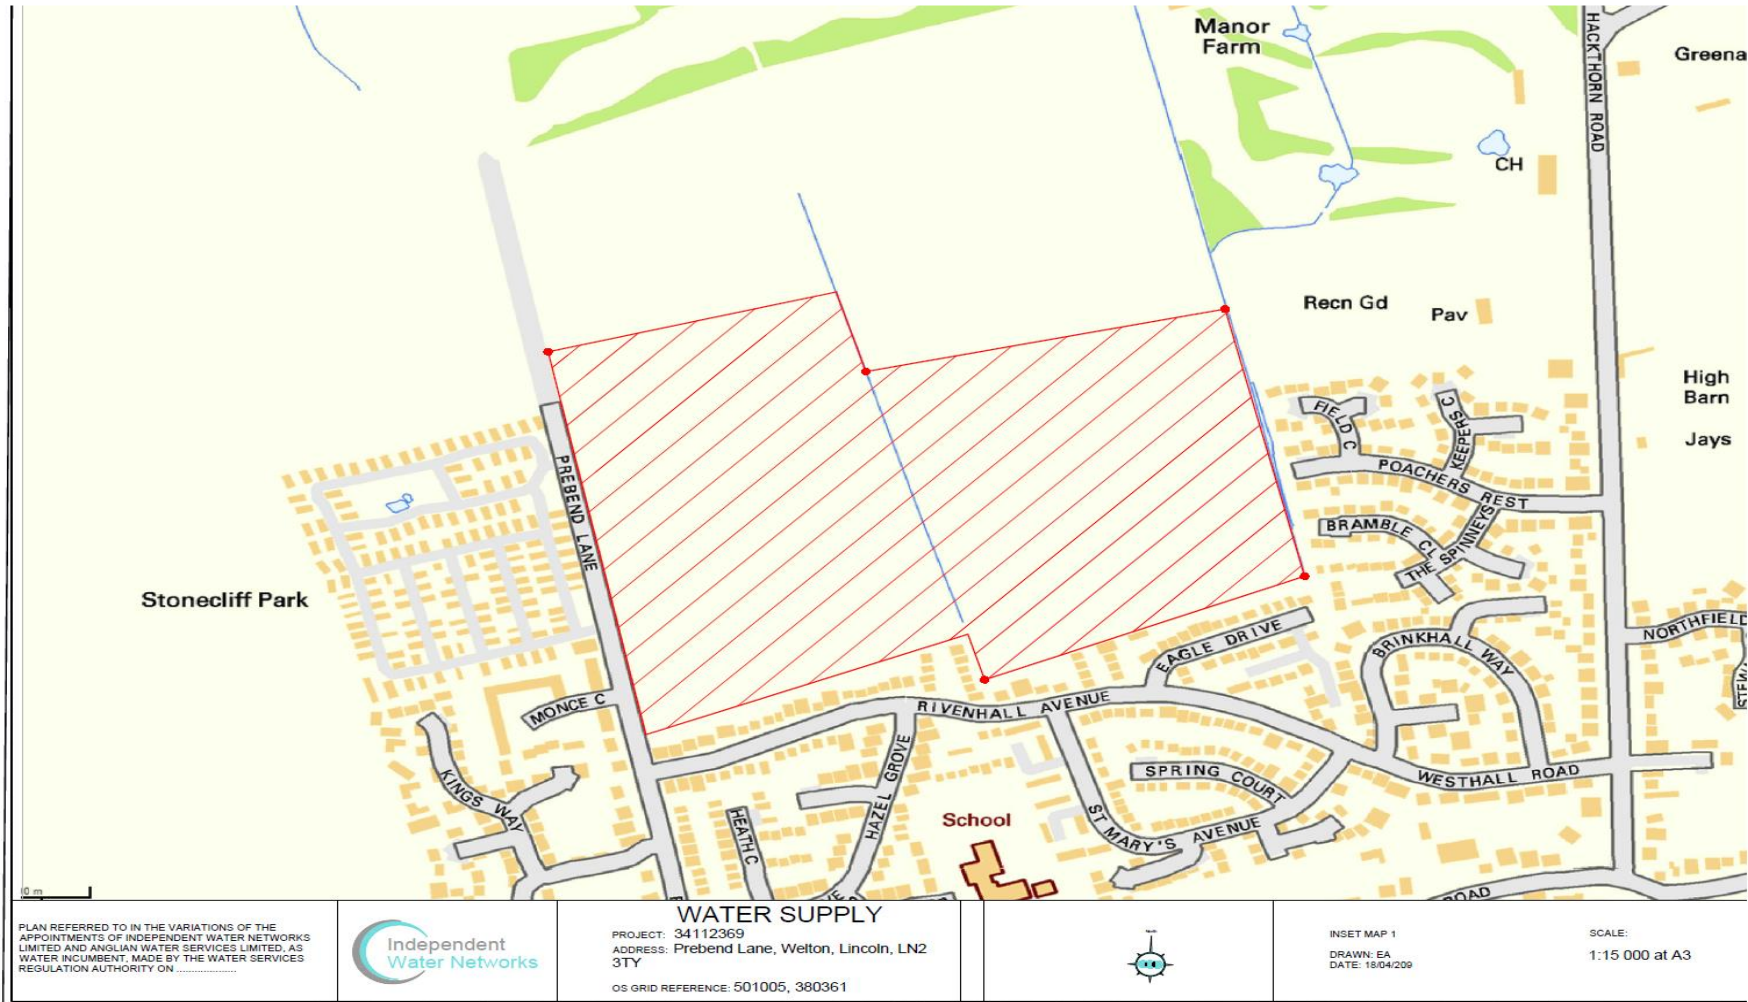 Manor
Farm
HACKTHORN ROAD
Greena
CH
Recn Gd
Pav
High
Barn
Jays
FIELD C
KEEPERS C
POACHERS REST
BRAMBLE CL
THE SPINNEYS
PREBEND LANE
Stonecliff Park
EAGLE DRIVE
BRINKHALL WAY
NORTHFIELD
MONCE C
RIVENHALL AVENUE
KINGS WAY
HAZEL GROVE
SPRING COURT
WESTHALL ROAD
HEATH C
School
ST MARY'S AVENUE
ROAD
0 m
PLAN REFERRED TO IN THE VARIATIONS OF THE
APPOINTMENTS OF INDEPENDENT WATER NETWORKS
LIMITED AND ANGLIAN WATER SERVICES LIMITED, AS
WATER INCUMBENT, MADE BY THE WATER SERVICES
REGULATION AUTHORITY ON ....................
Independent
Water Networks
WATER SUPPLY
PROJECT: 34112369
ADDRESS: Prebend Lane, Welton, Lincoln, LN2
3TY
OS GRID REFERENCE: 501005, 380361
INSET MAP 1
DRAWN: EA
DATE: 18/04/209
SCALE:
1:15 000 at A3